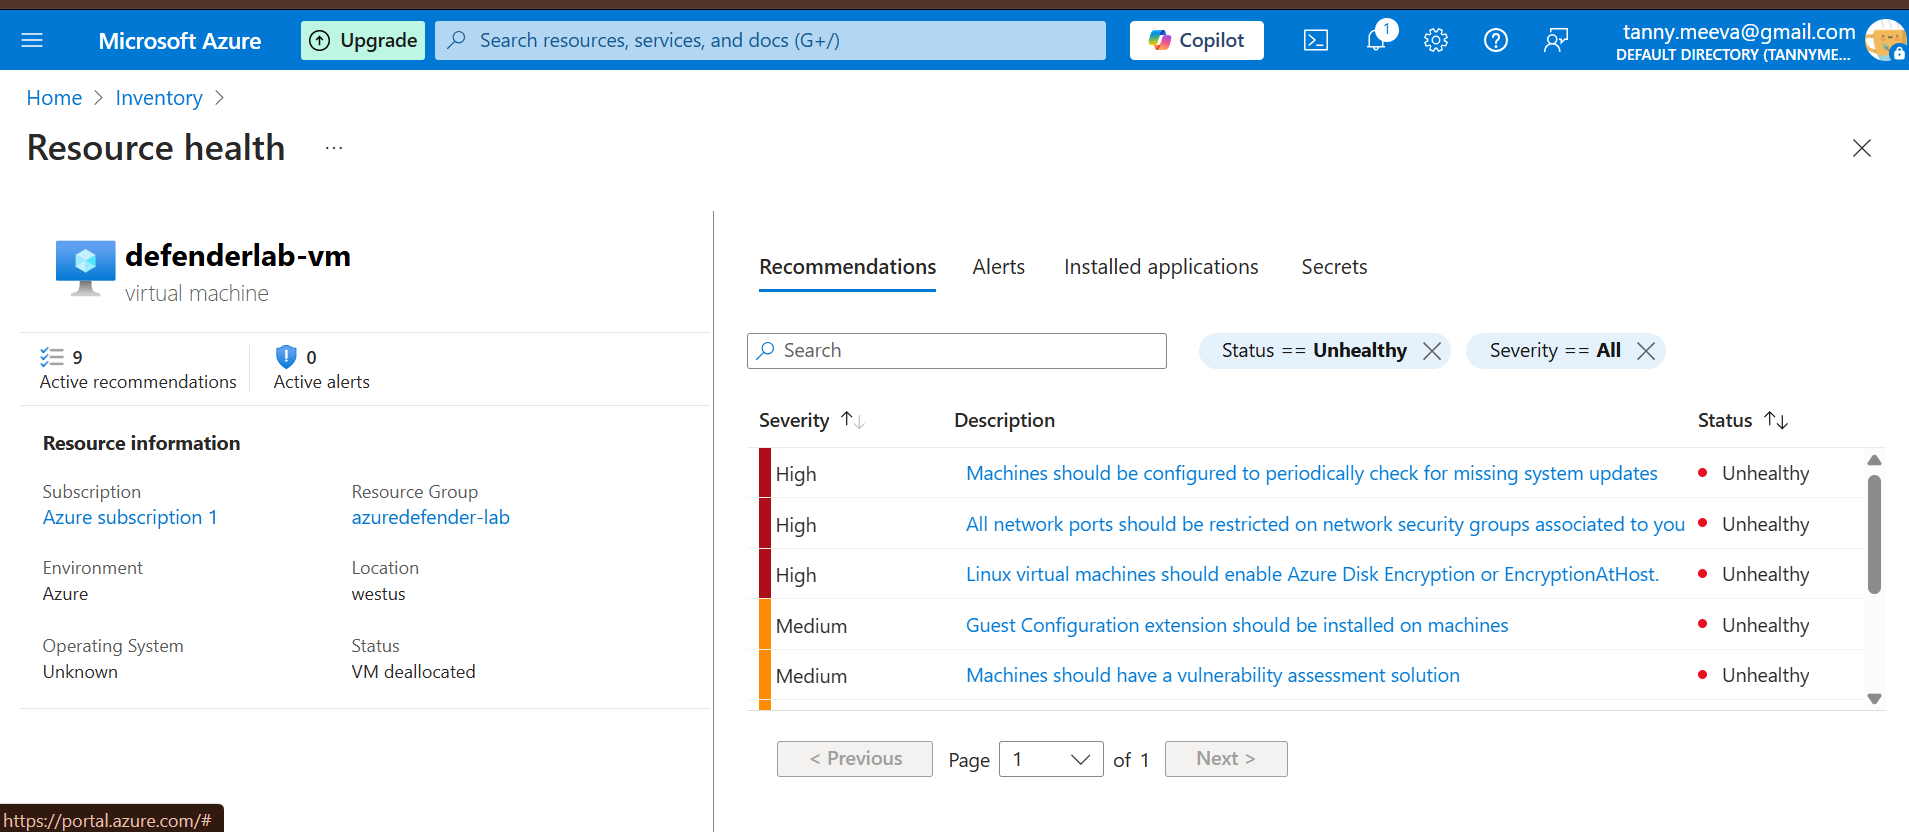 Microsoft Azure
Upgrade
Search resources, services, and docs (G+/)
Copilot
1
tanny.meeva@gmail.com
DEFAULT DIRECTORY (TANNYME...
Home > Inventory >
Resource health ...
defenderlab-vm
virtual machine
9
Active recommendations
0
Active alerts
Resource information
Subscription
Azure subscription 1
Resource Group
azuredefender-lab
Environment
Azure
Location
westus
Operating System
Unknown
Status
VM deallocated
Recommendations Alerts Installed applications Secrets
Search
Status == Unhealthy
Severity == All
Severity Description Status
High Machines should be configured to periodically check for missing system updates Unhealthy
High All network ports should be restricted on network security groups associated to you Unhealthy
High Linux virtual machines should enable Azure Disk Encryption or EncryptionAtHost. Unhealthy
Medium Guest Configuration extension should be installed on machines Unhealthy
Medium Machines should have a vulnerability assessment solution Unhealthy
< Previous Page 1 of 1 Next >
https://portal.azure.com/#